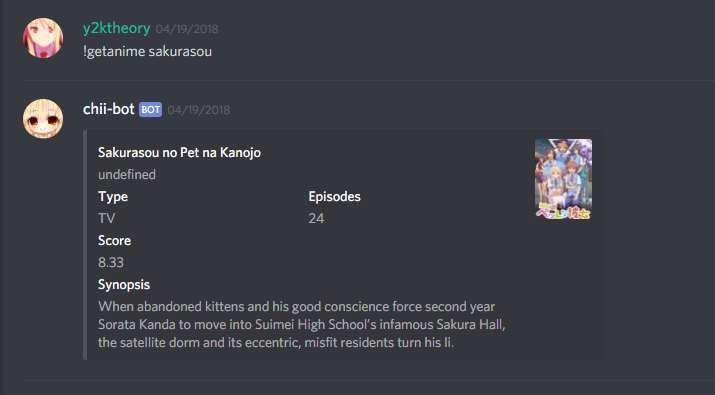 y2ktheory 04/19/2018
!getanime sakurasou
chii-bot BOT 04/19/2018
Sakurasou no Pet na Kanojo
undefined
Type Episodes
TV 24
Score
8.33
Synopsis
When abandoned kittens and his good conscience force second year
Sorata Kanda to move into Suimei High School’s infamous Sakura Hall,
the satellite dorm and its eccentric, misfit residents turn his li.